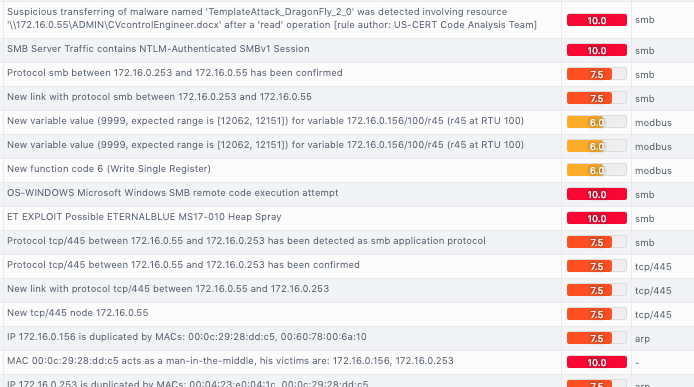 Suspicious transferring of malware named 'TemplateAttack_DragonFly_2_0' was detected involving resource
'\\172.16.0.55\ADMIN\CVcontrolEngineer.docx' after a 'read' operation [rule author: US-CERT Code Analysis Team] 10.0 smb
SMB Server Traffic contains NTLM-Authenticated SMBv1 Session 10.0 smb
Protocol smb between 172.16.0.253 and 172.16.0.55 has been confirmed 7.5 smb
New link with protocol smb between 172.16.0.253 and 172.16.0.55 7.5 smb
New variable value (9999, expected range is [12062, 12151]) for variable 172.16.0.156/100/r45 (r45 at RTU 100) 6.0 modbus
New variable value (9999, expected range is [12062, 12151]) for variable 172.16.0.156/100/r45 (r45 at RTU 100) 6.0 modbus
New function code 6 (Write Single Register) 6.0 modbus
OS-WINDOWS Microsoft Windows SMB remote code execution attempt 10.0 smb
ET EXPLOIT Possible ETERNALBLUE MS17-010 Heap Spray 10.0 smb
Protocol tcp/445 between 172.16.0.55 and 172.16.0.253 has been detected as smb application protocol 7.5 smb
Protocol tcp/445 between 172.16.0.55 and 172.16.0.253 has been confirmed 7.5 tcp/445
New link with protocol tcp/445 between 172.16.0.55 and 172.16.0.253 7.5 tcp/445
New tcp/445 node 172.16.0.55 7.5 tcp/445
IP 172.16.0.156 is duplicated by MACs: 00:0c:29:28:dd:c5, 00:60:78:00:6a:10 7.5 arp
MAC 00:0c:29:28:dd:c5 acts as a man-in-the-middle, his victims are: 172.16.0.156, 172.16.0.253 10.0 -
IP 172.16.0.253 is duplicated by MACs: 00:04:23:e0:04:1c, 00:0c:29:28:dd:c5 7.5 arp